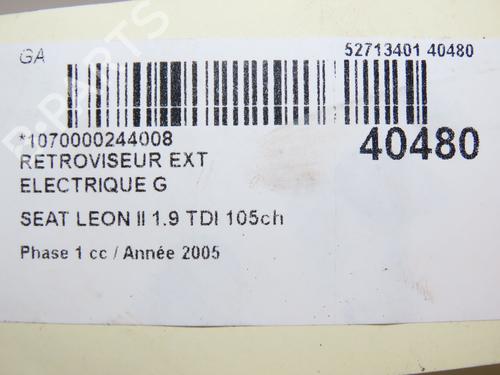 GA
52713401 40480
*1070000244008
40480
RETROVISEUR EXT
ELECTRIQUE G
SEAT LEON II 1.9 TDI 105ch
Phase 1 cc / Année 2005
B-PARTS